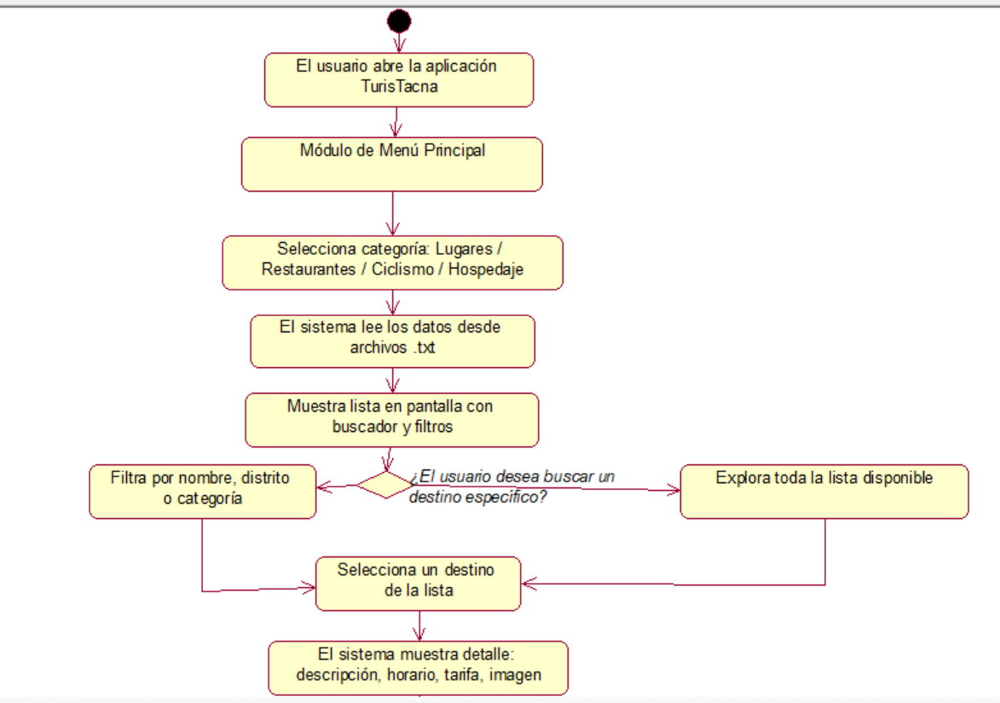 El usuario abre la aplicación
TurisTacna
Módulo de Menú Principal
Selecciona categoría: Lugares /
Restaurantes / Ciclismo / Hospedaje
El sistema lee los datos desde
archivos .txt
Muestra lista en pantalla con
buscador y filtros
Filtra por nombre, distrito
o categoría
¿El usuario desea buscar un
destino específico?
Explora toda la lista disponible
Selecciona un destino
de la lista
El sistema muestra detalle:
descripción, horario, tarifa, imagen